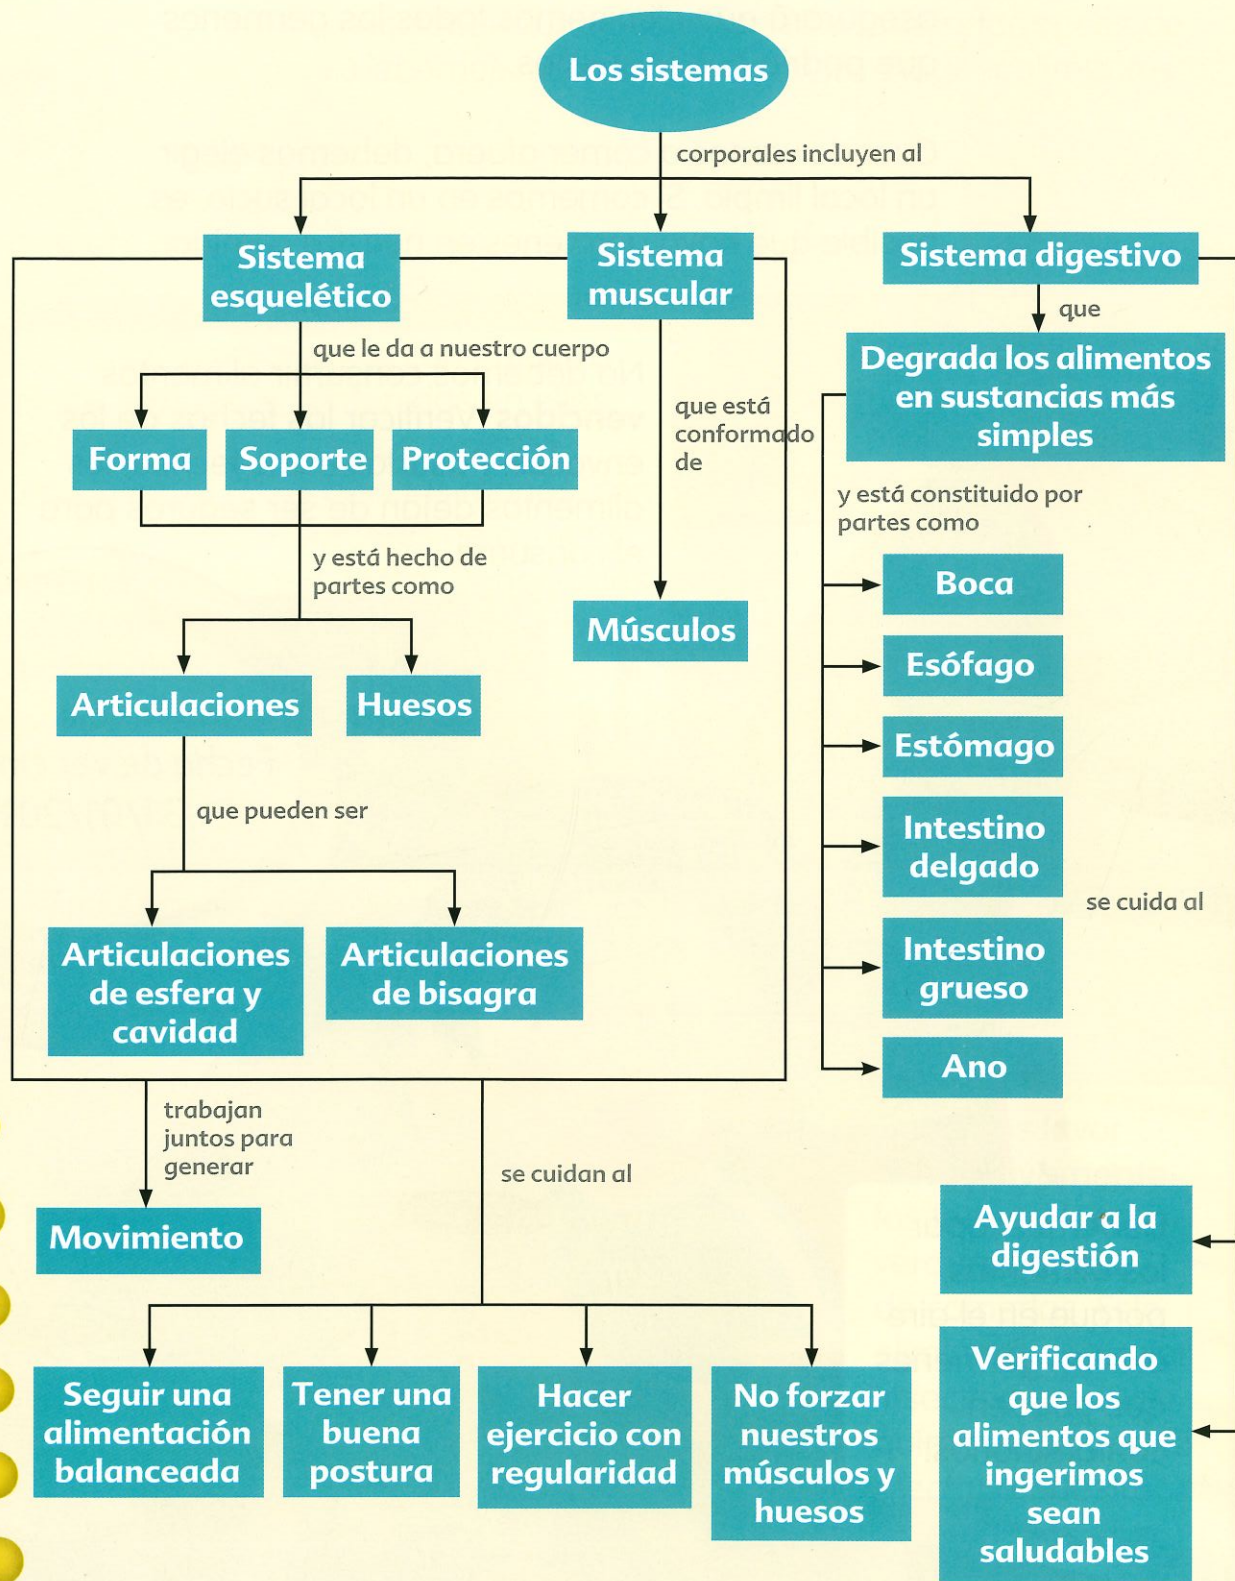 Los sistemas
corporales incluyen al
Sistema
esquelético
Sistema
muscular
Sistema digestivo
que le da a nuestro cuerpo
que
Forma
Soporte
Protección
que está
conformado
de
Degrada los alimentos
en sustancias más
simples
y está hecho de
partes como
y está constituido por
partes como
Músculos
Articulaciones
Huesos
Boca
Esófago
Estómago
Intestino
delgado
Intestino
grueso
Ano
que pueden ser
Articulaciones
de esfera y
cavidad
Articulaciones
de bisagra
se cuida al
trabajan
juntos para
generar
Movimiento
se cuidan al
Seguir una
alimentación
balanceada
Tener una
buena
postura
Hacer
ejercicio con
regularidad
No forzar
nuestros
músculos y
huesos
Ayudar a la
digestión
Verificando
que los
alimentos que
ingerimos
sean
saludables